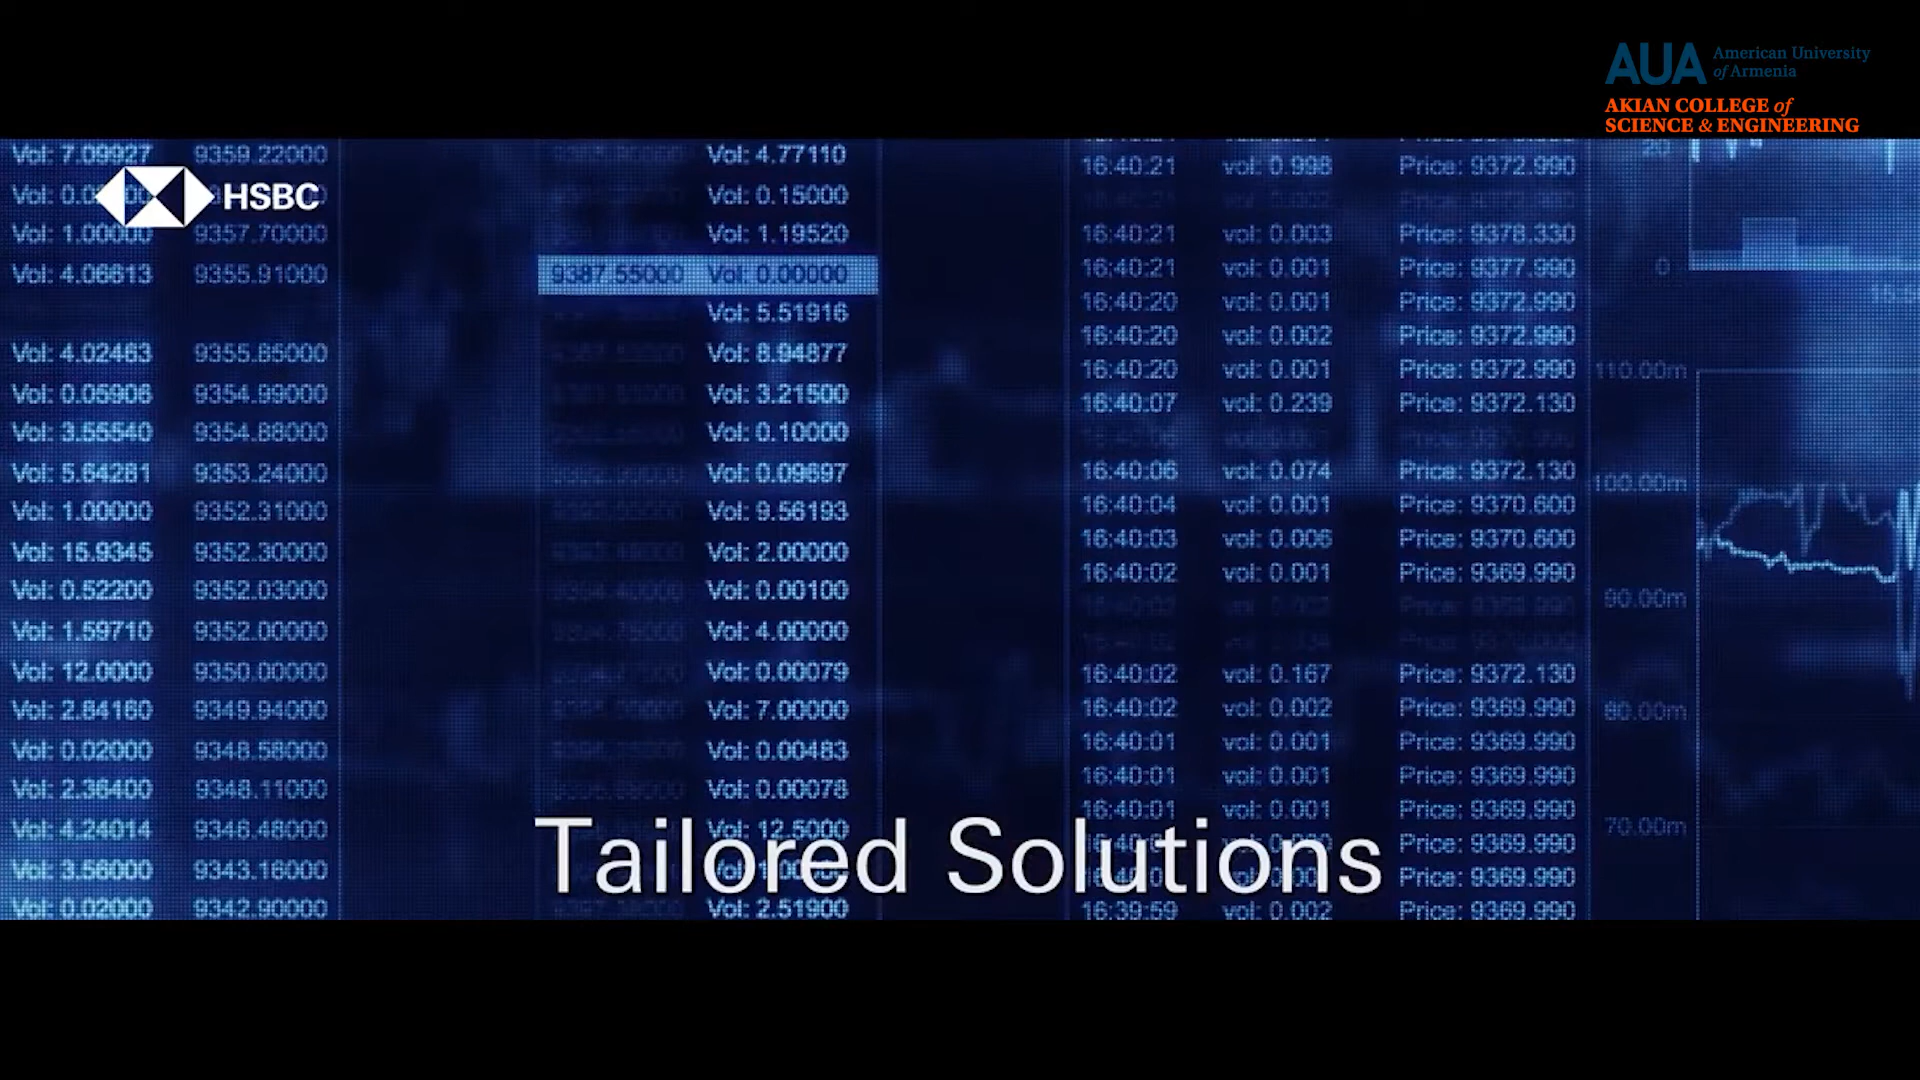 AUA American University
of Armenia
AKIAN COLLEGE of
SCIENCE & ENGINEERING
HSBC
Vol: 7.09927 9359.22000
Vol: 1.00000 9357.70000
Vol: 4.06613 9355.91000
Vol: 4.02463 9355.85000
Vol: 0.05906 9354.99000
Vol: 3.55540 9354.88000
Vol: 5.64281 9353.24000
Vol: 1.00000 9352.31000
Vol: 15.9345 9352.30000
Vol: 0.52200 9352.03000
Vol: 1.59710 9352.00000
Vol: 12.0000 9350.00000
Vol: 2.84160 9349.94000
Vol: 0.02000 9348.58000
Vol: 2.36400 9348.11000
Vol: 4.24014 9346.48000
Vol: 3.56000 9343.16000
Vol: 0.02000 9342.90000
Vol: 4.77110
Vol: 0.15000
Vol: 1.19520
9387.55000 Vol: 0.00000
Vol: 5.51916
Vol: 8.94877
Vol: 3.21500
Vol: 0.10000
Vol: 0.09697
Vol: 9.56193
Vol: 2.00000
Vol: 0.00100
Vol: 4.00000
Vol: 0.00079
Vol: 7.00000
Vol: 0.00483
Vol: 0.00078
Vol: 12.5000
Vol: 2.51900
16:40:21 vol: 0.998 Price: 9372.990
16:40:21 vol: 0.003 Price: 9378.330
16:40:21 vol: 0.001 Price: 9377.990
16:40:20 vol: 0.001 Price: 9372.990
16:40:20 vol: 0.002 Price: 9372.990
16:40:20 vol: 0.001 Price: 9372.990
16:40:07 vol: 0.239 Price: 9372.130
16:40:06 vol: 0.074 Price: 9372.130
16:40:04 vol: 0.001 Price: 9370.600
16:40:03 vol: 0.006 Price: 9370.600
16:40:02 vol: 0.001 Price: 9369.990
16:40:02 vol: 0.167 Price: 9372.130
16:40:02 vol: 0.002 Price: 9369.990
16:40:01 vol: 0.001 Price: 9369.990
16:40:01 vol: 0.001 Price: 9369.990
16:40:01 vol: 0.001 Price: 9369.990
Price: 9369.990
Price: 9369.990
16:39:59 vol: 0.002 Price: 9369.990
20
0
110.00m
100.00m
90.00m
80.00m
70.00m
Tailored Solutions